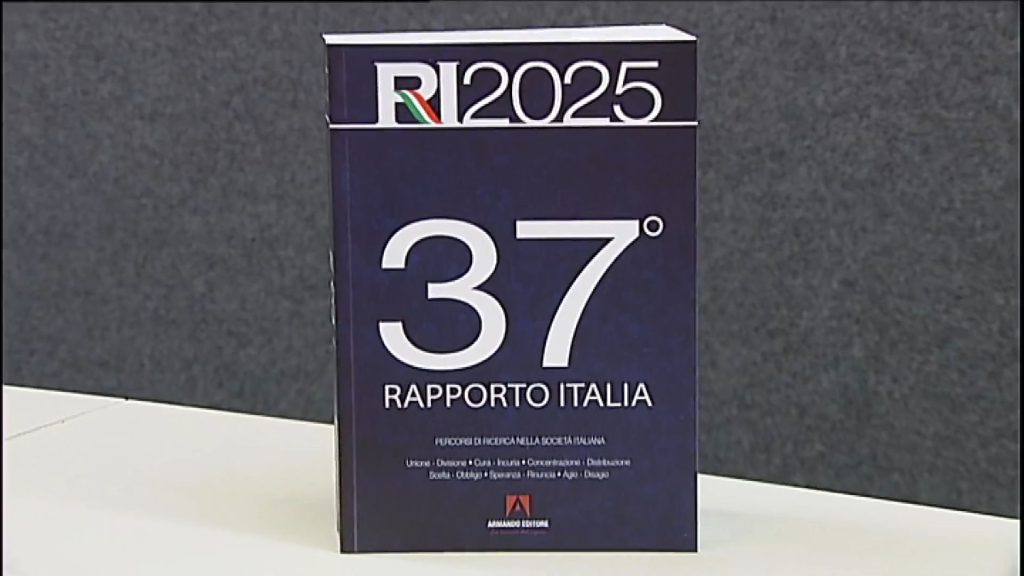 RI2025
37°
RAPPORTO ITALIA
PERCORSI DI RICERCA NELLA SOCIETÀ ITALIANA
Unione - Divisione • Cura - Incuria • Concentrazione - Distribuzione
Scelta - Obbligo • Speranza - Rinuncia • Agio - Disagio
ARMANDO EDITORE